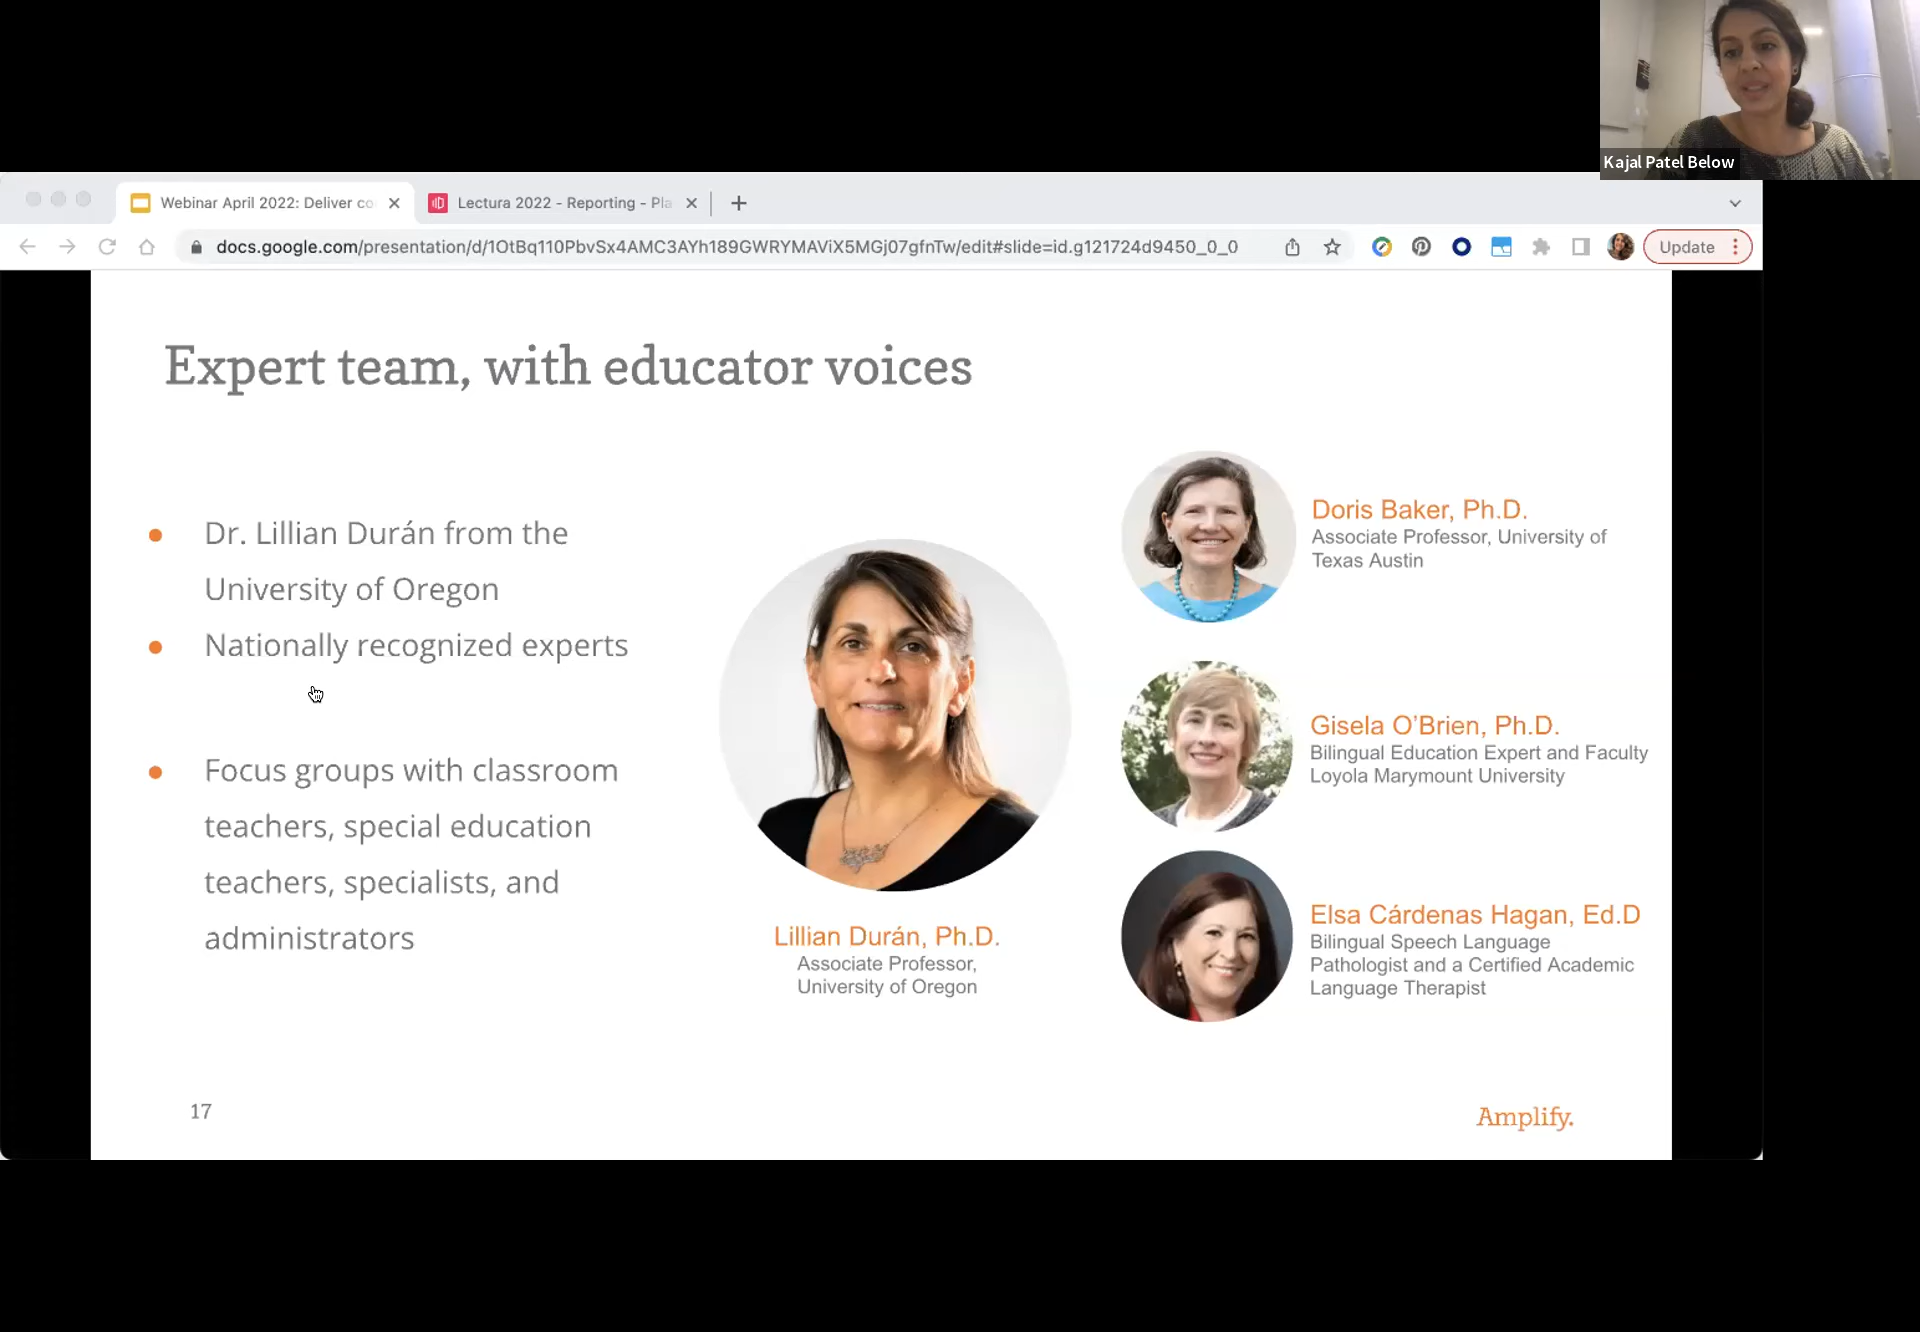 Kajal Patel Below
Webinar April 2022: Deliver co
Lectura 2022 - Reporting - Pla
docs.google.com/presentation/d/1OtBq110PbvSx4AMC3AYh189GWRYMAViX5MGj07gfnTw/edit#slide=id.g121724d9450_0_0
Update
Expert team, with educator voices
Dr. Lillian Durán from the
University of Oregon
Nationally recognized experts
Focus groups with classroom
teachers, special education
teachers, specialists, and
administrators
Lillian Durán, Ph.D.
Associate Professor,
University of Oregon
Doris Baker, Ph.D.
Associate Professor, University of
Texas Austin
Gisela O’Brien, Ph.D.
Bilingual Education Expert and Faculty
Loyola Marymount University
Elsa Cárdenas Hagan, Ed.D
Bilingual Speech Language
Pathologist and a Certified Academic
Language Therapist
17
Amplify.